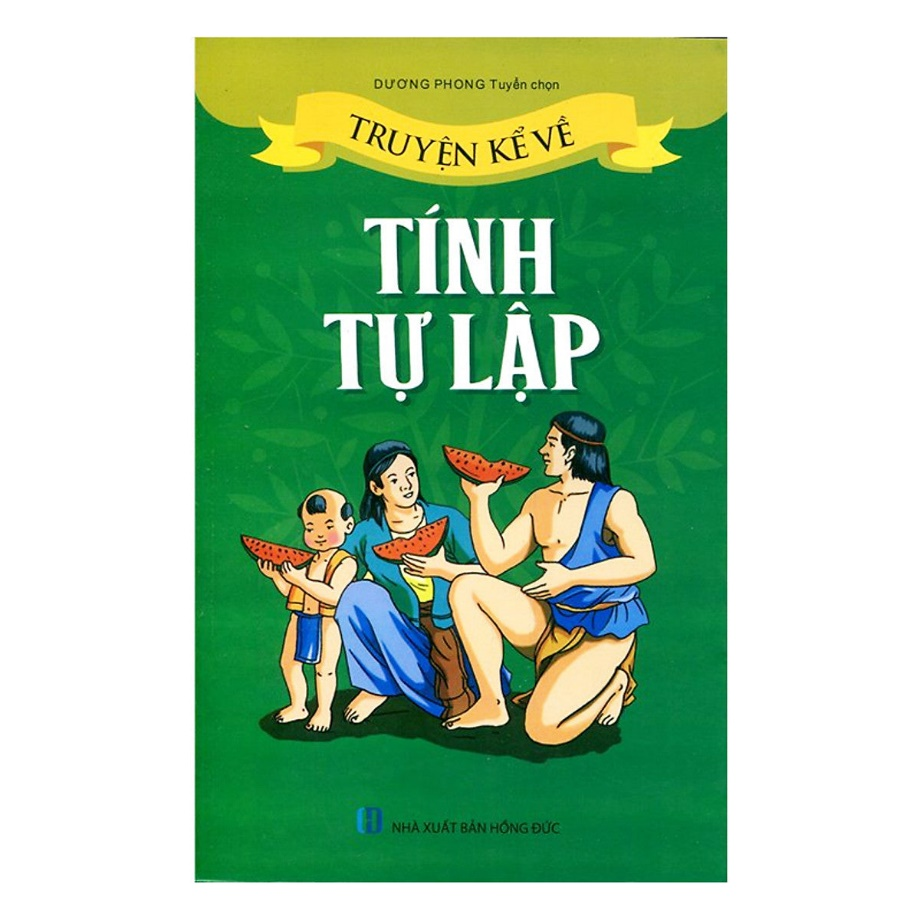 DƯƠNG PHONG Tuyển chọn
TRUYỆN KỂ VỀ
TÍNH
TỰ LẬP
NHÀ XUẤT BẢN HỒNG ĐỨC